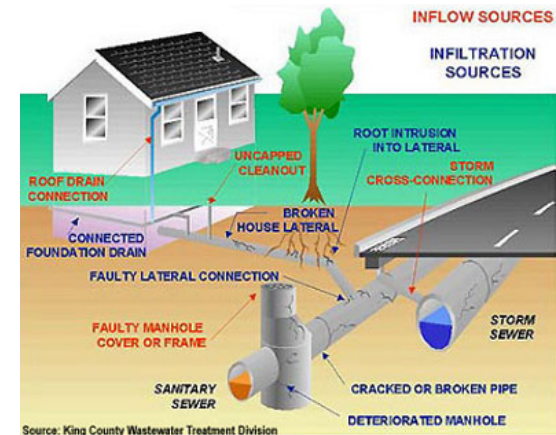 INFLOW SOURCES
INFILTRATION
SOURCES
ROOT INTRUSION
INTO LATERAL
UNCAPPED
CLEANOUT
STORM
CROSS-CONNECTION
ROOF DRAIN
CONNECTION
BROKEN
HOUSE LATERAL
CONNECTED
FOUNDATION DRAIN
FAULTY LATERAL CONNECTION
FAULTY MANHOLE
COVER OR FRAME
STORM
SEWER
SANITARY
SEWER
CRACKED OR BROKEN PIPE
DETERIORATED MANHOLE
Source: King County Wastewater Treatment Division